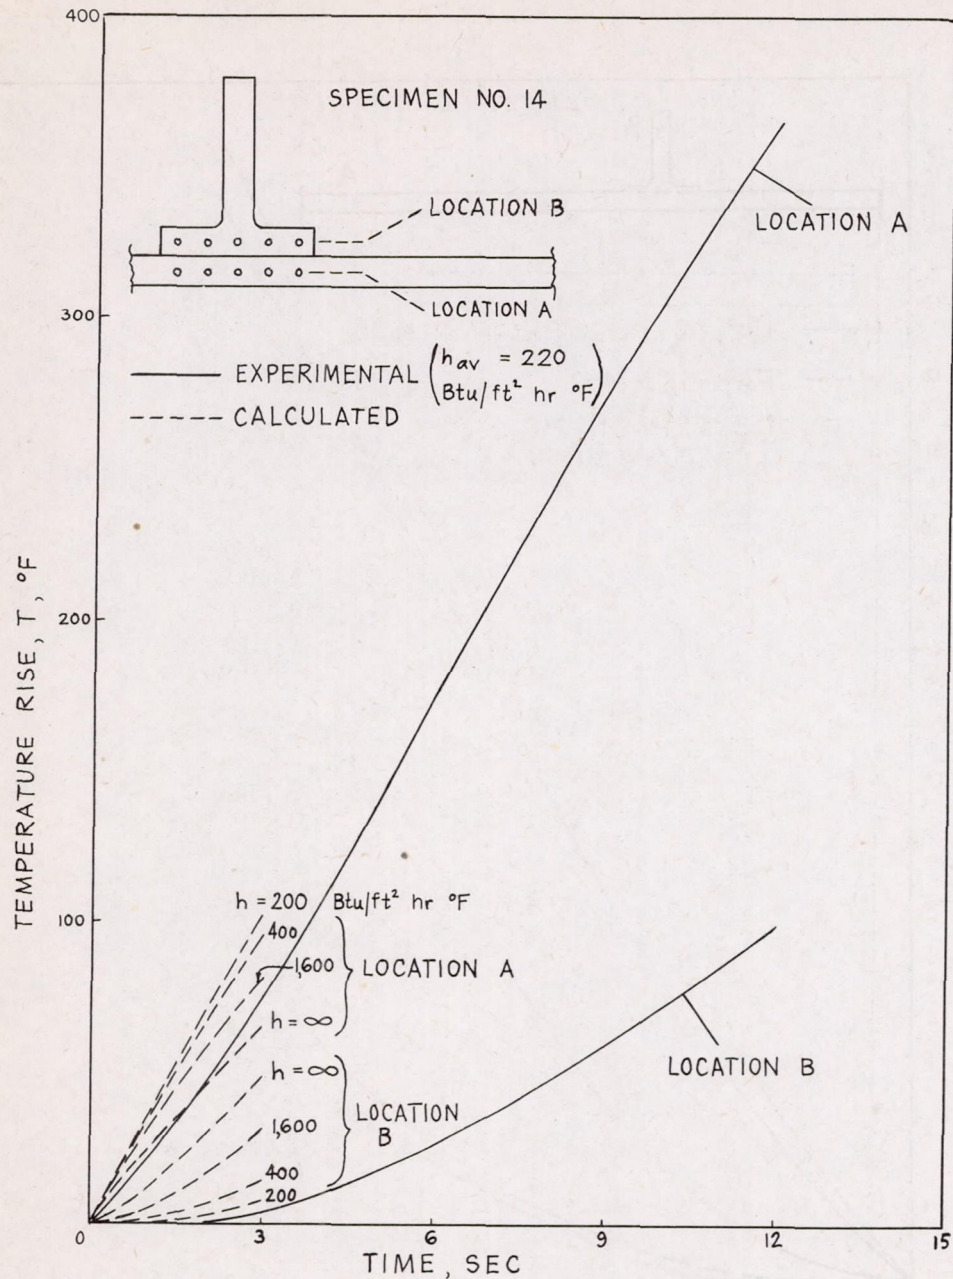 400
SPECIMEN NO. 14
LOCATION B
LOCATION A
LOCATION A
300
EXPERIMENTAL (h av = 220
Btu/ft² hr °F)
CALCULATED
TEMPERATURE RISE, T, °F
200
100
h = 200 Btu/ft² hr °F
400
1,600
LOCATION A
h = ∞
h = ∞
LOCATION
B
1,600
400
200
LOCATION B
0 3 6 9 12 15
TIME, SEC